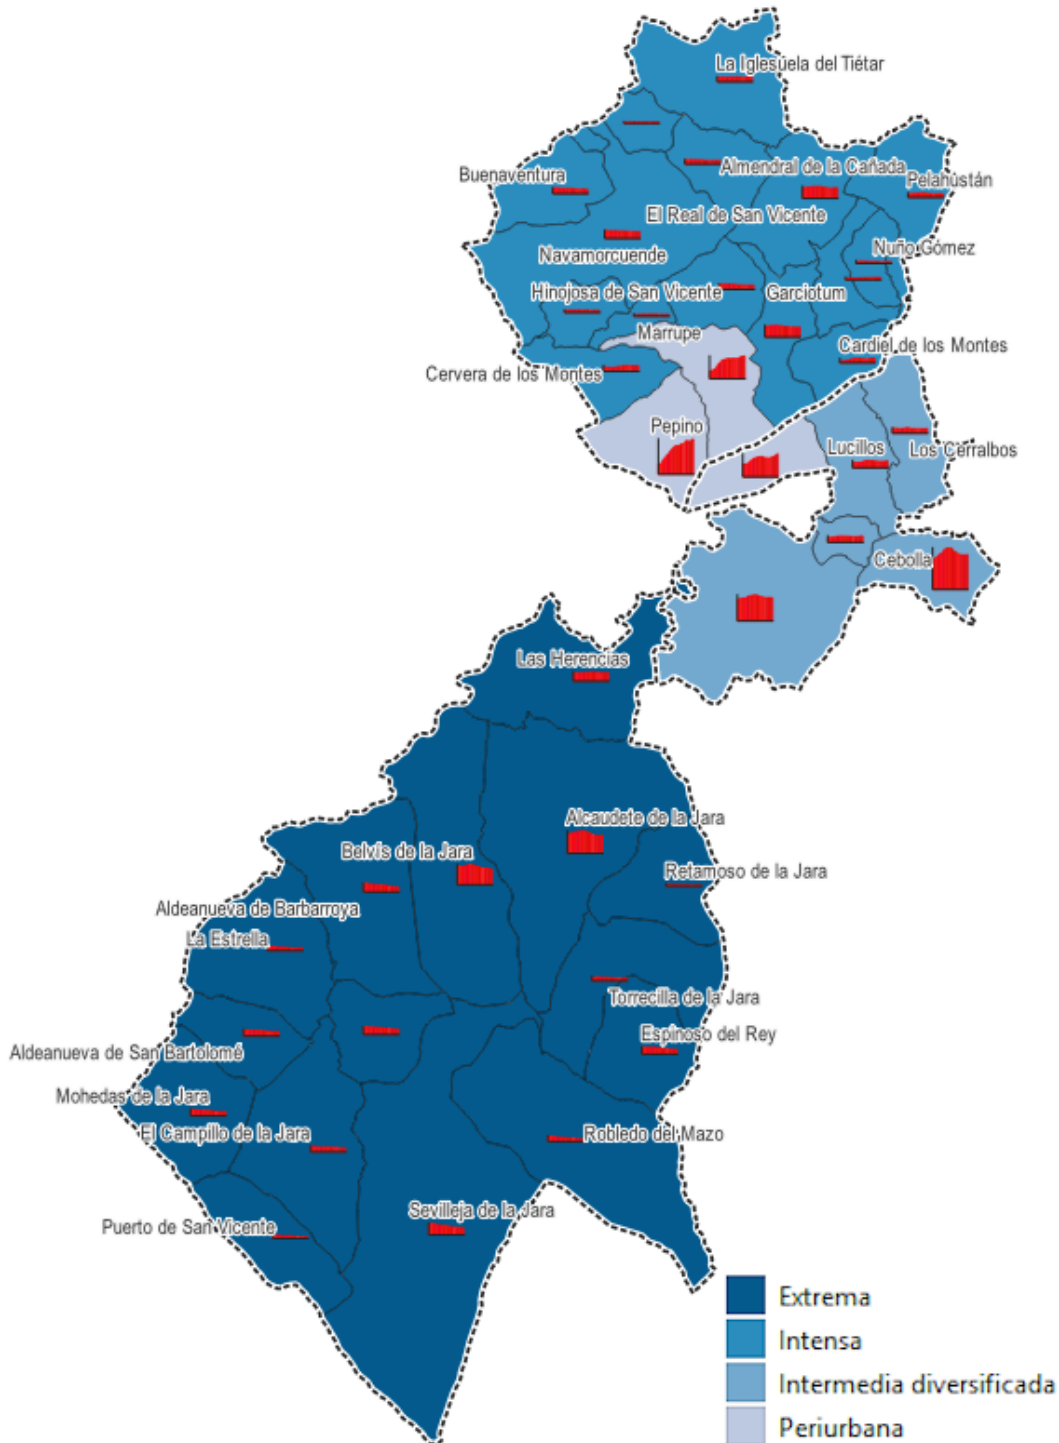 La Iglesuela del Tiétar
Almendral de la Cañada
Buenaventura
Pelahustán
El Real de San Vicente
Nuño Gómez
Navamorcuende
Hinojosa de San Vicente
Garciotum
Marrupe
Cardiel de los Montes
Cervera de los Montes
Pepino
Lucillos
Los Cerralbos
Cebolla
Las Herencias
Alcaudete de la Jara
Belvís de la Jara
Retamoso de la Jara
Aldeanueva de Barbarroya
La Estrella
Torrecilla de la Jara
Espinoso del Rey
Aldeanueva de San Bartolomé
Mohedas de la Jara
El Campillo de la Jara
Robledo del Mazo
Sevilleja de la Jara
Puerto de San Vicente
Extrema
Intensa
Intermedia diversificada
Periurbana